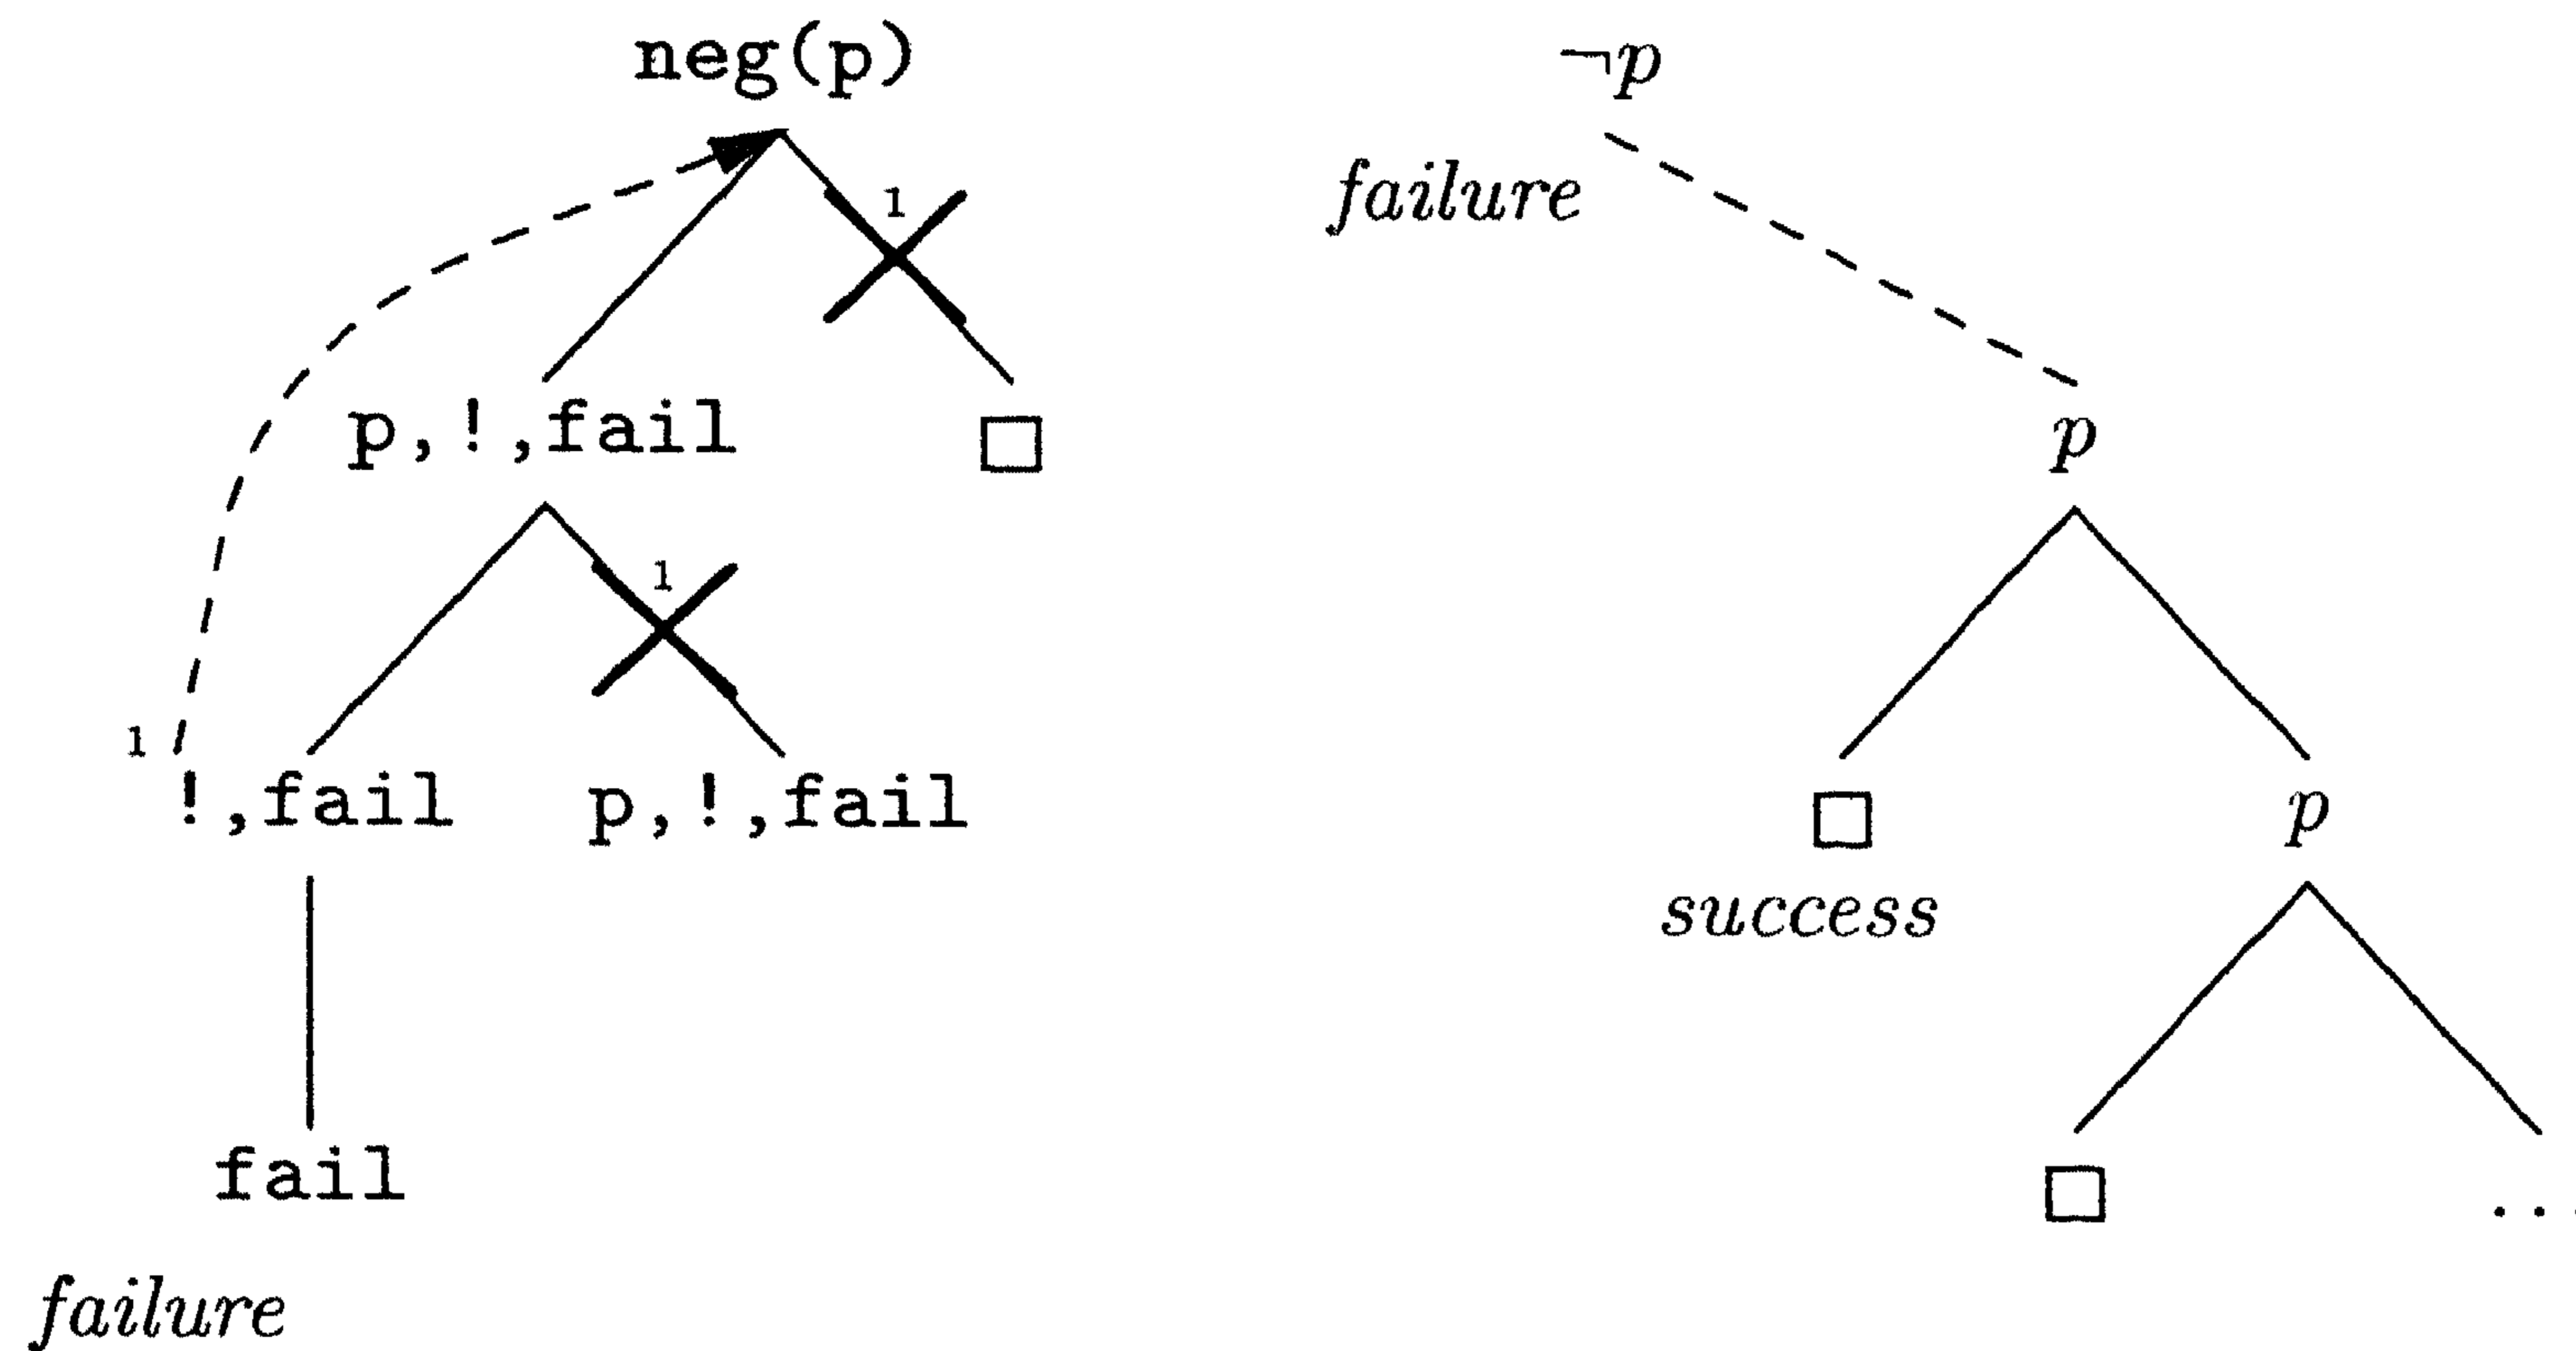 neg(p)
¬p
1
failure
p,!,fail
□
p
1
1
!,fail
p,!,fail
□
p
success
fail
□
...
failure